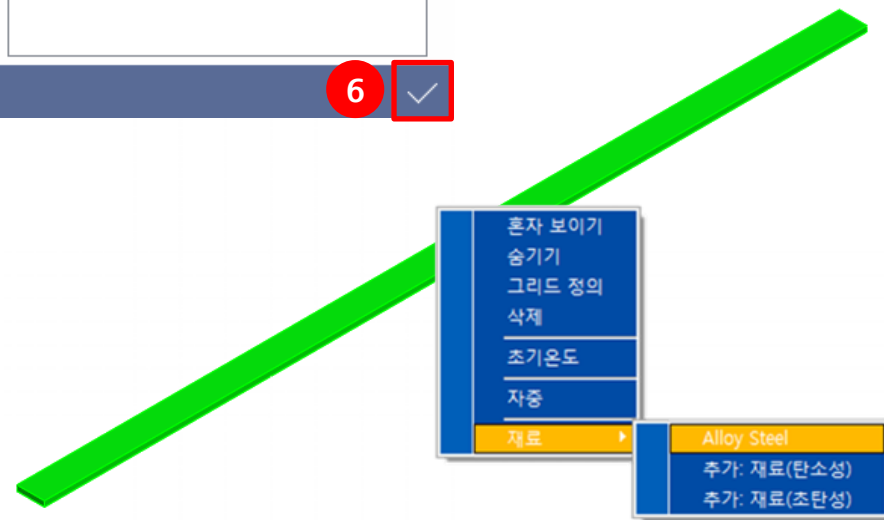 6
혼자 보이기
숨기기
그리드 정의
삭제
초기온도
자중
재료
Alloy Steel
추가: 재료(탄소성)
추가: 재료(초탄성)